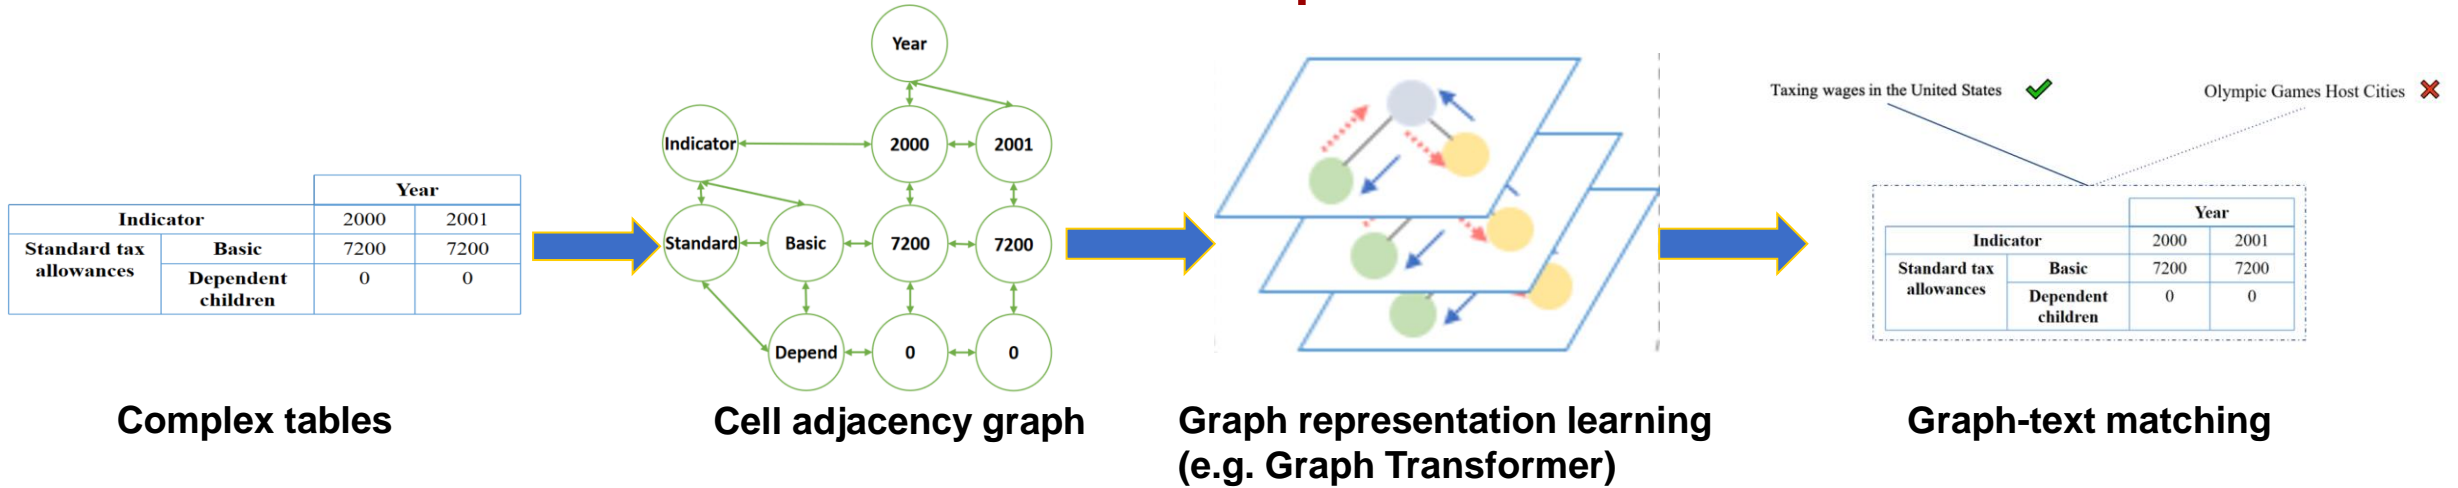 Year
Indicator 2000 2001
Standard tax allowances Basic 7200 7200
Dependent children 0 0
Complex tables
Year
Indicator 2000 2001
Standard Basic 7200 7200
Depend 0 0
Cell adjacency graph
Graph representation learning
(e.g. Graph Transformer)
Taxing wages in the United States Olympic Games Host Cities
Year
Indicator 2000 2001
Standard tax allowances Basic 7200 7200
Dependent children 0 0
Graph-text matching